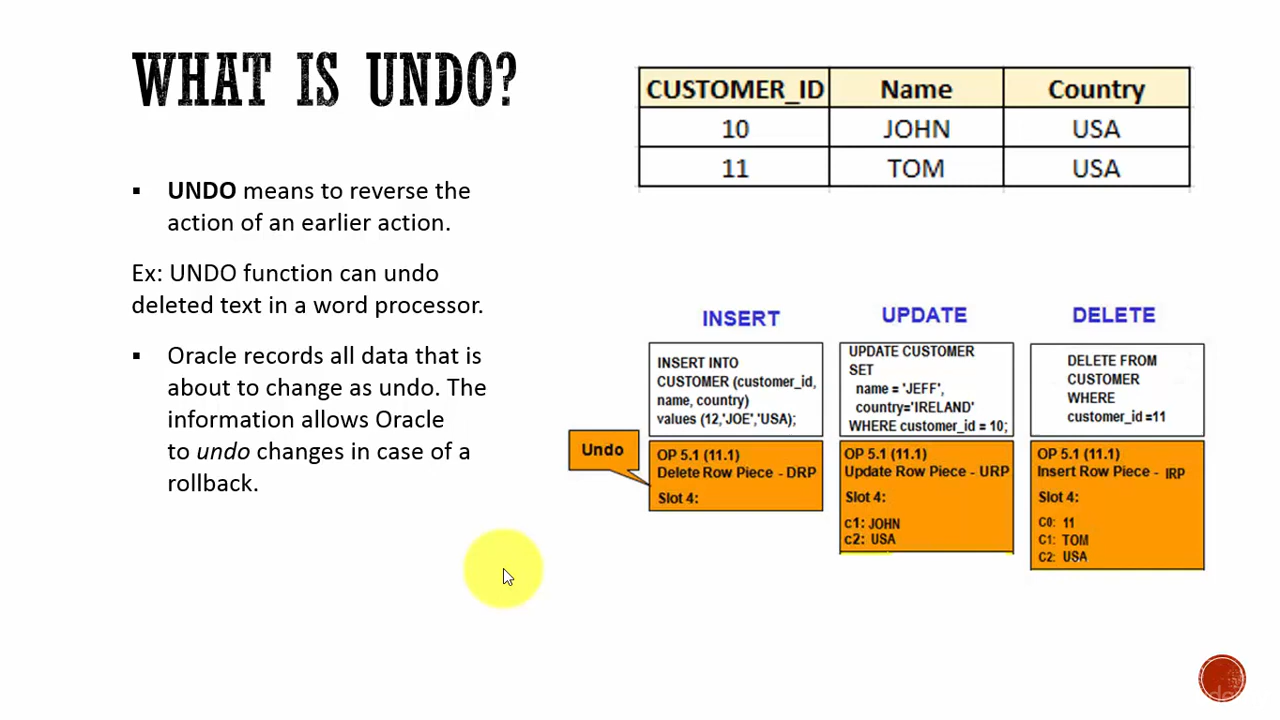 WHAT IS UNDO?
▪ UNDO means to reverse the
action of an earlier action.
Ex: UNDO function can undo
deleted text in a word processor.
▪ Oracle records all data that is
about to change as undo. The
information allows Oracle
to undo changes in case of a
rollback.
CUSTOMER_ID Name Country
10 JOHN USA
11 TOM USA
INSERT
INSERT INTO
CUSTOMER (customer_id,
name, country)
values (12,'JOE','USA);
Undo
OP 5.1 (11.1)
Delete Row Piece - DRP
Slot 4:
UPDATE
UPDATE CUSTOMER
SET
name = 'JEFF',
country='IRELAND'
WHERE customer_id = 10;
OP 5.1 (11.1)
Update Row Piece - URP
Slot 4:
c1: JOHN
c2: USA
DELETE
DELETE FROM
CUSTOMER
WHERE
customer_id =11
OP 5.1 (11.1)
Insert Row Piece - IRP
Slot 4:
C0: 11
C1: TOM
C2: USA